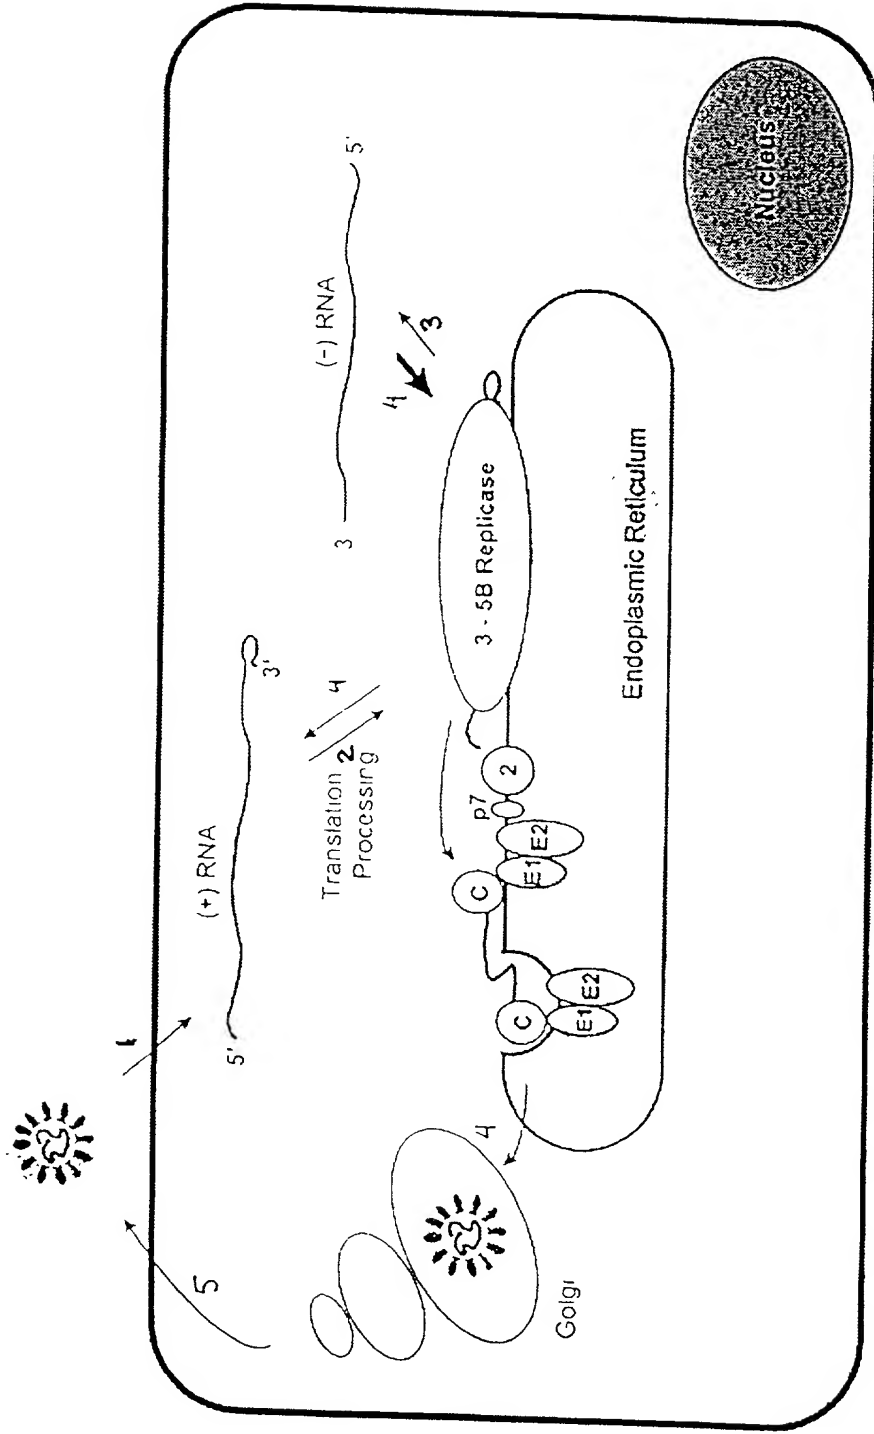 1
5
(+) RNA
5'
3'
(-) RNA
3
5'
Translation
Processing
2
4
4
3
3 - 5B Replicase
C
E1
E2
p7
2
C
E1
E2
4
Golgi
Endoplasmic Reticulum
Nucleus